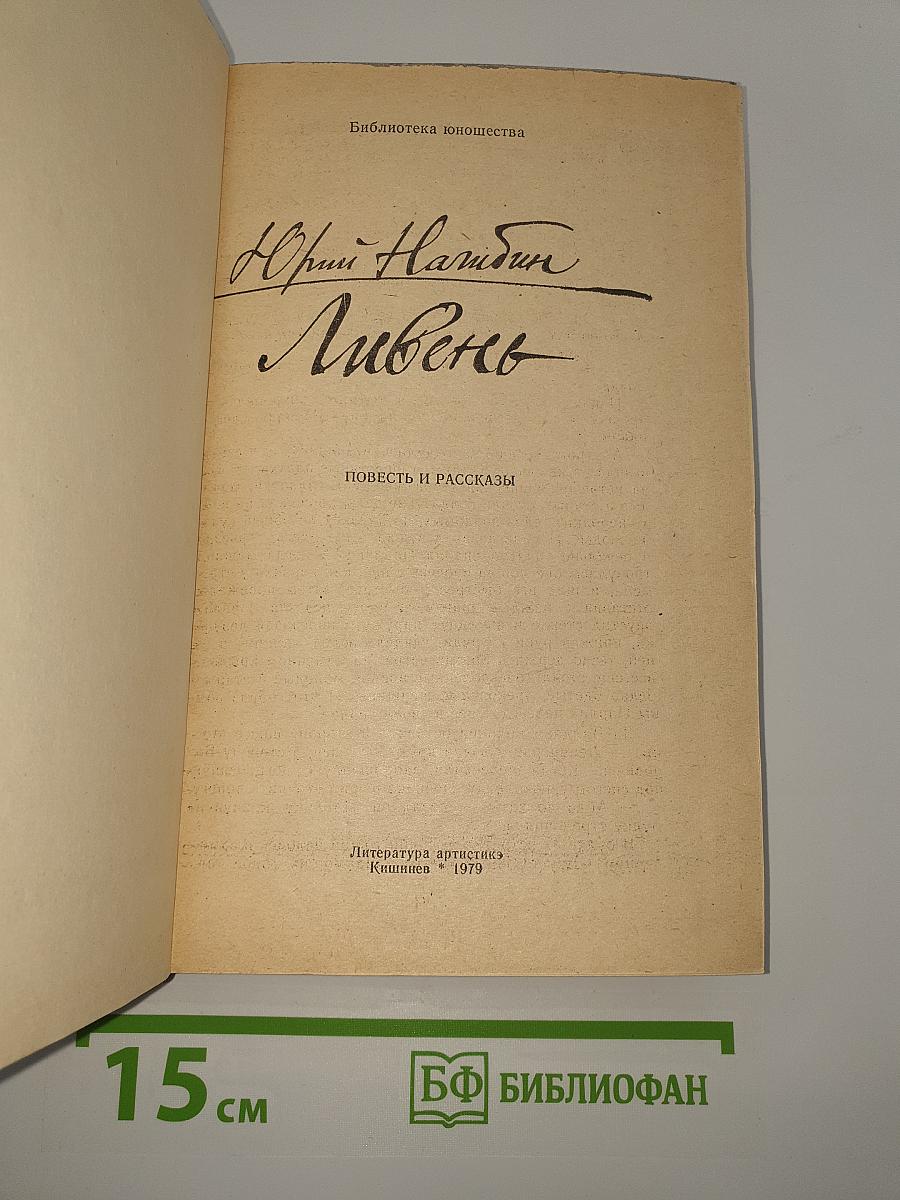 Библиотека юношества
Юрий Нагибин
Ливень
ПОВЕСТЬ И РАССКАЗЫ
Литература артистикэ
Кишинев * 1979
15 см
БФ БИБЛИОФАН